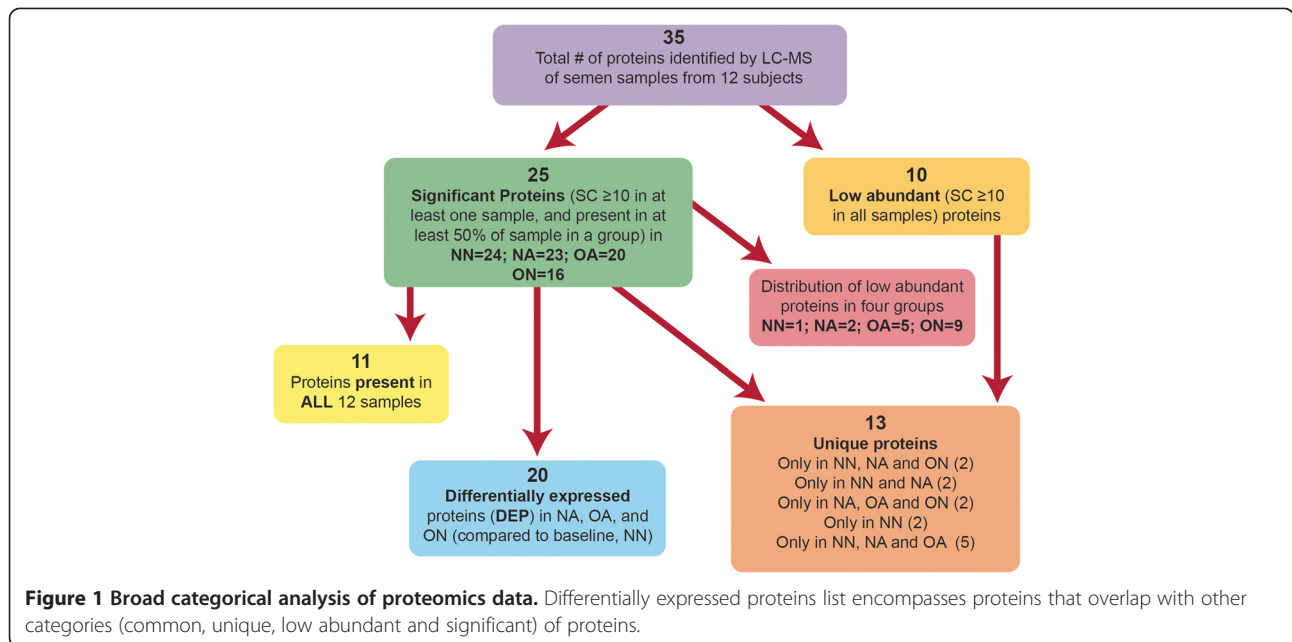 35
Total # of proteins identified by LC-MS
of semen samples from 12 subjects
25
Significant Proteins (SC ≥10 in at
least one sample, and present in at
least 50% of sample in a group) in
NN=24; NA=23; OA=20
ON=16
10
Low abundant (SC ≥10
in all samples) proteins
Distribution of low abundant
proteins in four groups
NN=1; NA=2; OA=5; ON=9
11
Proteins present in
ALL 12 samples
20
Differentially expressed
proteins (DEP) in NA, OA, and
ON (compared to baseline, NN)
13
Unique proteins
Only in NN, NA and ON (2)
Only in NN and NA (2)
Only in NA, OA and ON (2)
Only in NN (2)
Only in NN, NA and OA (5)
Figure 1 Broad categorical analysis of proteomics data. Differentially expressed proteins list encompasses proteins that overlap with other
categories (common, unique, low abundant and significant) of proteins.